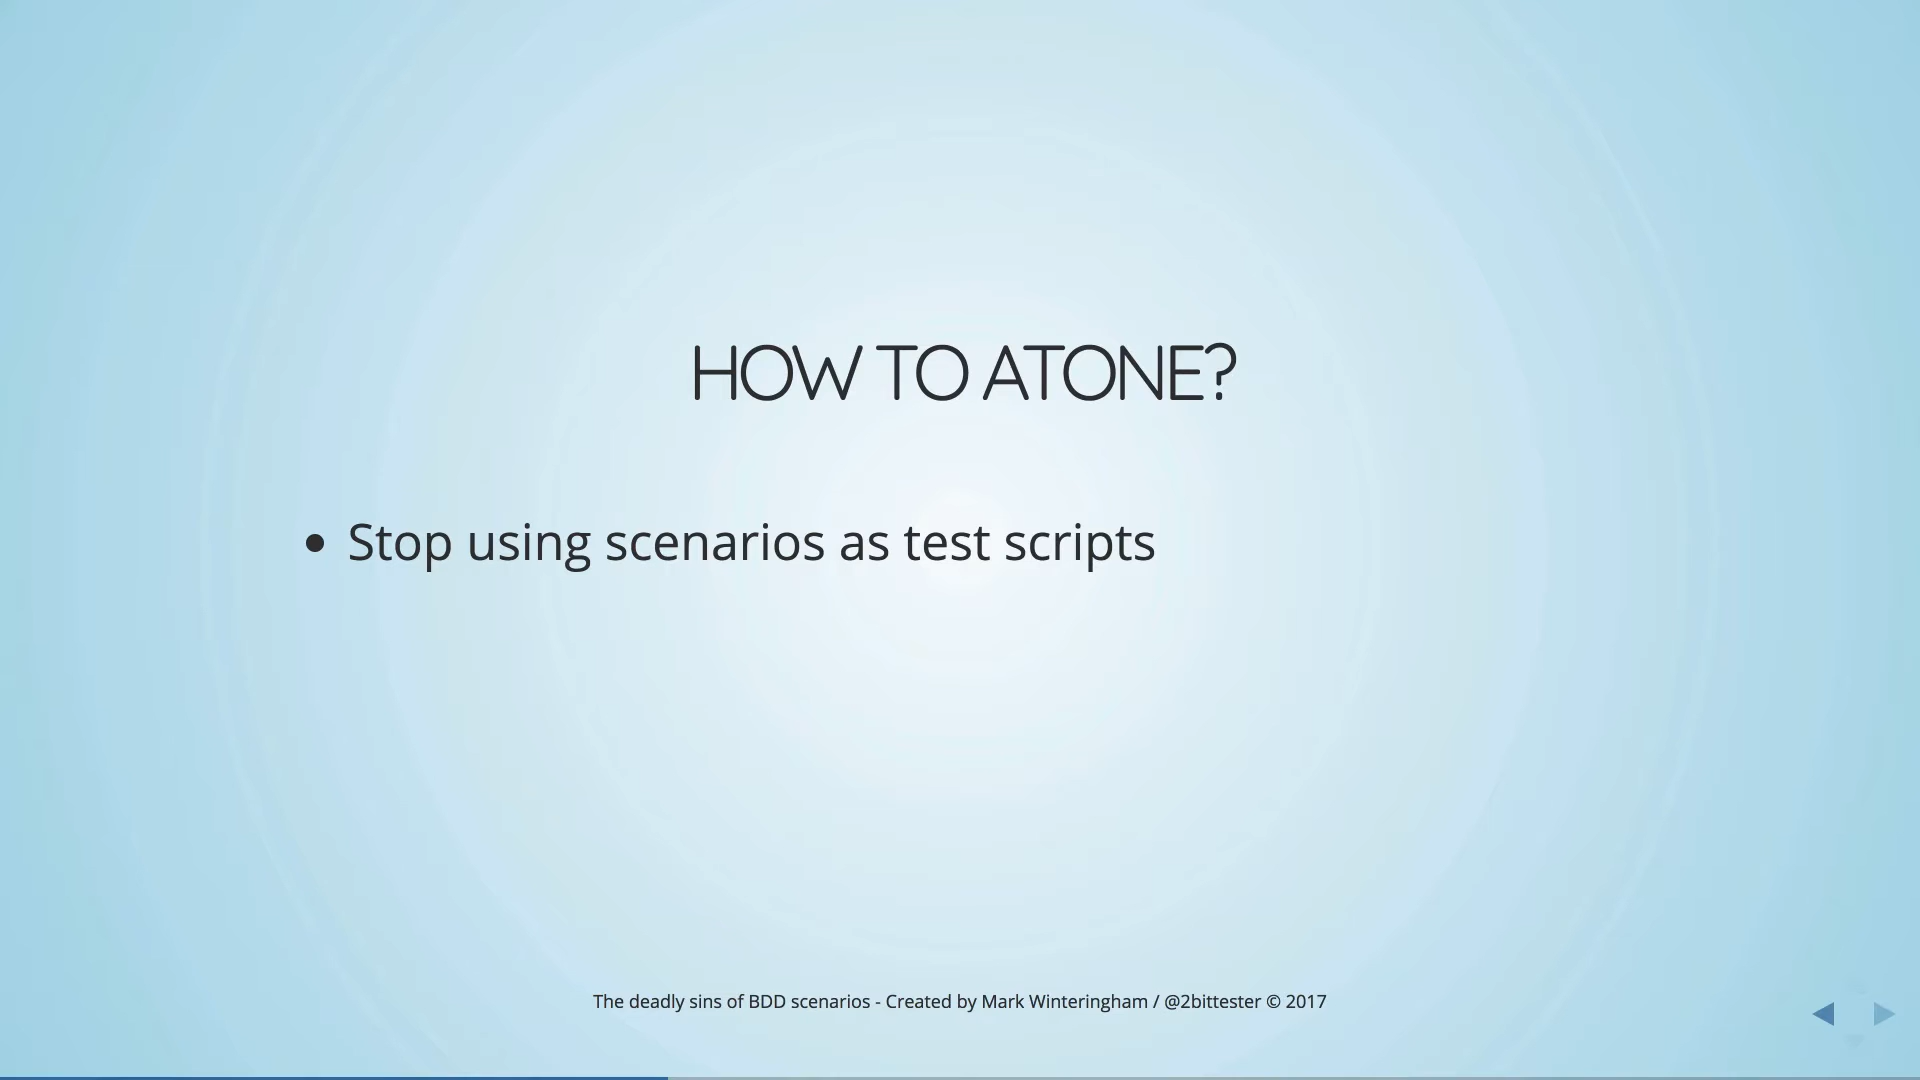 HOW TO ATONE?
• Stop using scenarios as test scripts
The deadly sins of BDD scenarios - Created by Mark Winteringham / @2bittester © 2017